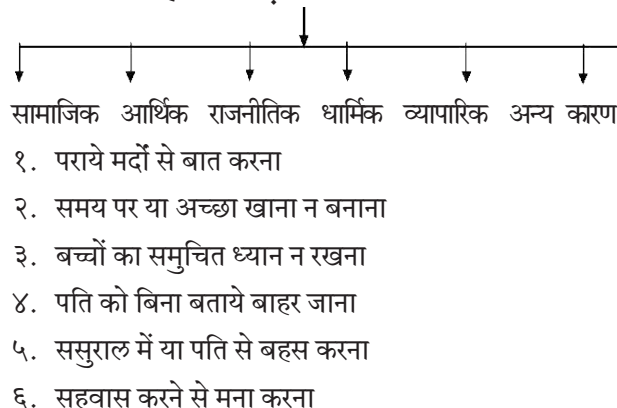 सामाजिक आर्थिक राजनीतिक धार्मिक व्यापारिक अन्य कारण
१. पराये मर्दों से बात करना
२. समय पर या अच्छा खाना न बनाना
३. बच्चों का समुचित ध्यान न रखना
४. पति को बिना बताये बाहर जाना
५. ससुराल में या पति से बहस करना
६. सहवास करने से मना करना